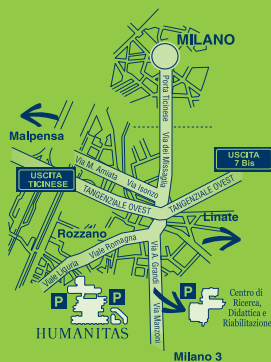 MILANO
Porta Ticinese
Via dei Missaglia
Malpensa
USCITA
7 Bis
Via M. Amiata
Via Isonzo
USCITA
TICINESE
TANGENZIALE OVEST
TANGENZIALE OVEST
Linate
Rozzano
Viale Romagna
Viale Liguria
Via A. Grandi
Via Manzoni
P
P
P
HUMANITAS
Centro di
Ricerca,
Didattica e
Riabilitazione
Milano 3